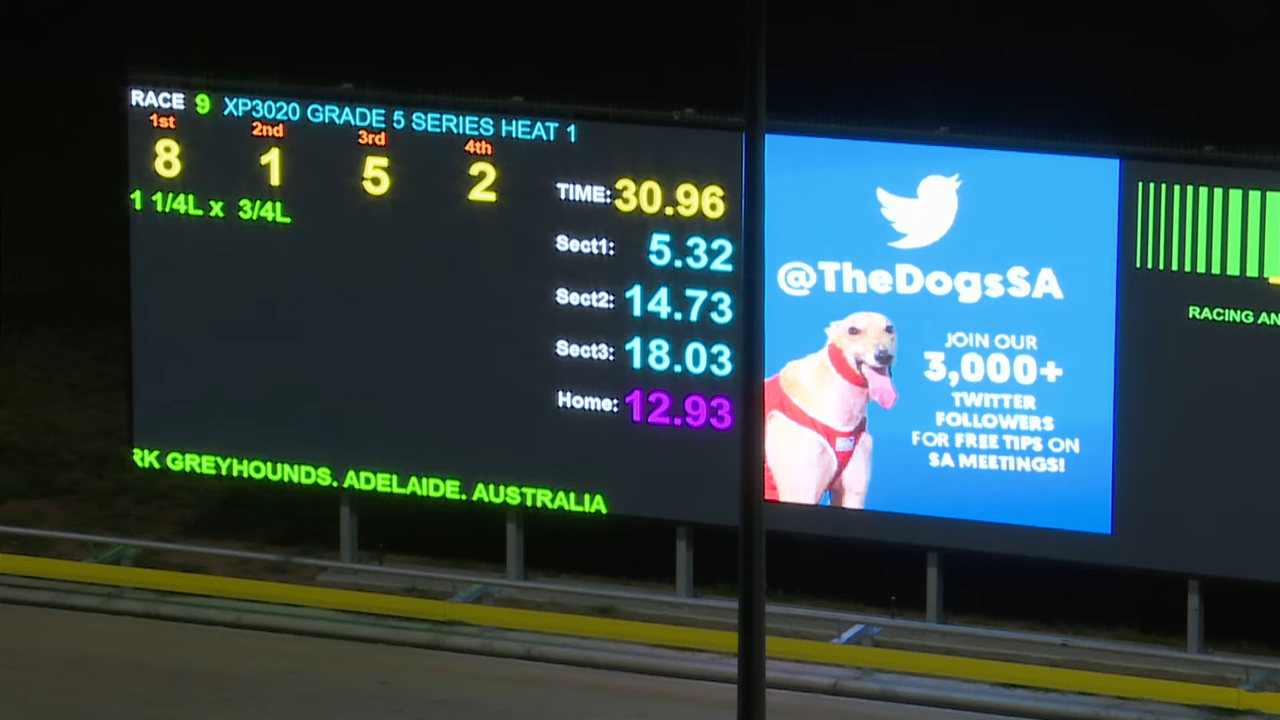 RACE 9 XP3020 GRADE 5 SERIES HEAT 1
1st 2nd 3rd 4th
8 1 5 2
1 1/4L x 3/4L
TIME: 30.96
Sect1: 5.32
Sect2: 14.73
Sect3: 18.03
Home: 12.93
RK GREYHOUNDS. ADELAIDE. AUSTRALIA
@TheDogsSA
JOIN OUR
3,000+
TWITTER
FOLLOWERS
FOR FREE TIPS ON
SA MEETINGS!
RACING AN